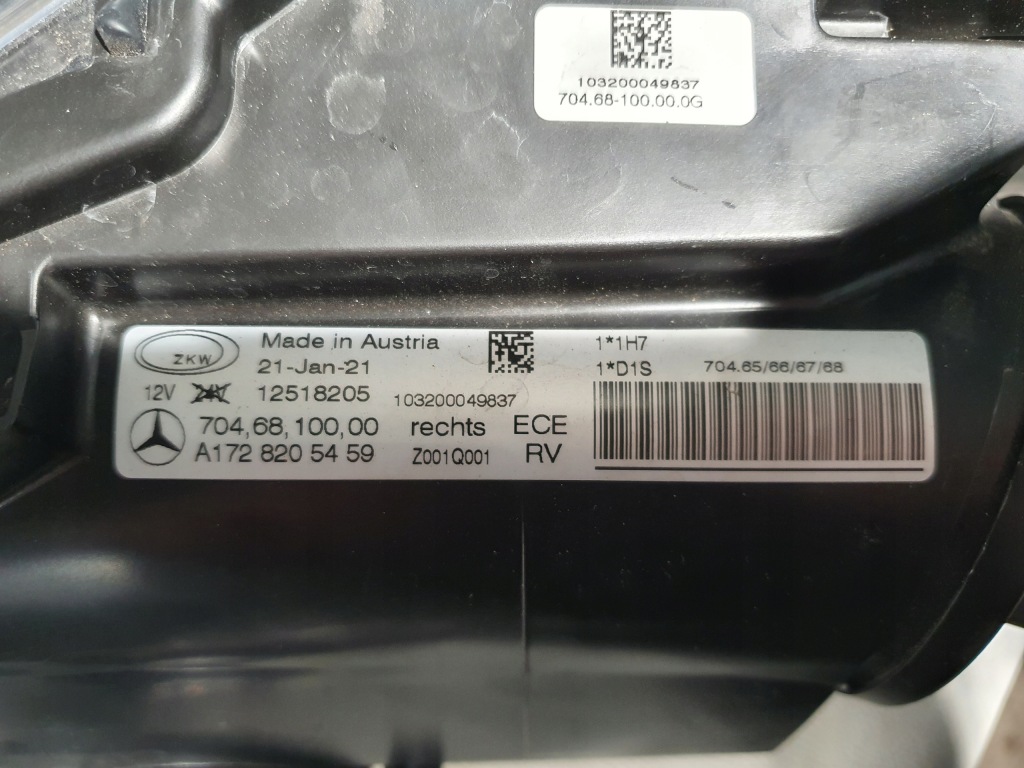 103200049837
704.68-100.00.0G
ZKW
Made in Austria
21-Jan-21
12V 24V 12518205 103200049837
704,68,100,00 rechts ECE
A172 820 54 59 Z001Q001 RV
1*1H7
1*D1S 704.65/66/67/68